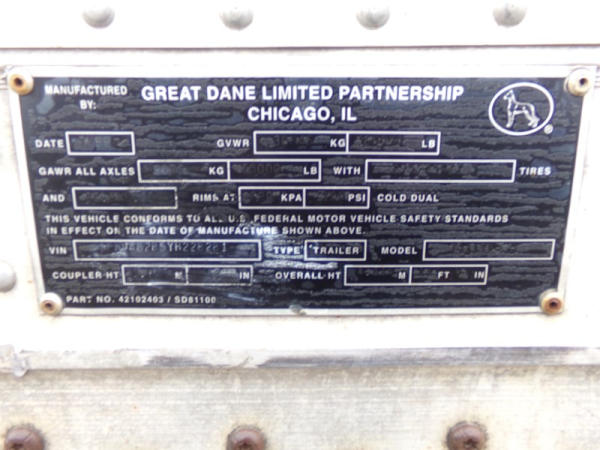 MANUFACTURED BY: GREAT DANE LIMITED PARTNERSHIP
CHICAGO, IL
®
DATE GVWR KG LB
GAWR ALL AXLES KG LB WITH TIRES
AND RIMS AT KPA PSI COLD DUAL
THIS VEHICLE CONFORMS TO ALL U.S. FEDERAL MOTOR VEHICLE SAFETY STANDARDS
IN EFFECT ON THE DATE OF MANUFACTURE SHOWN ABOVE.
VIN TYPE TRAILER MODEL
COUPLER HT M IN OVERALL HT M FT IN
PART NO. 42102403 / SD81100